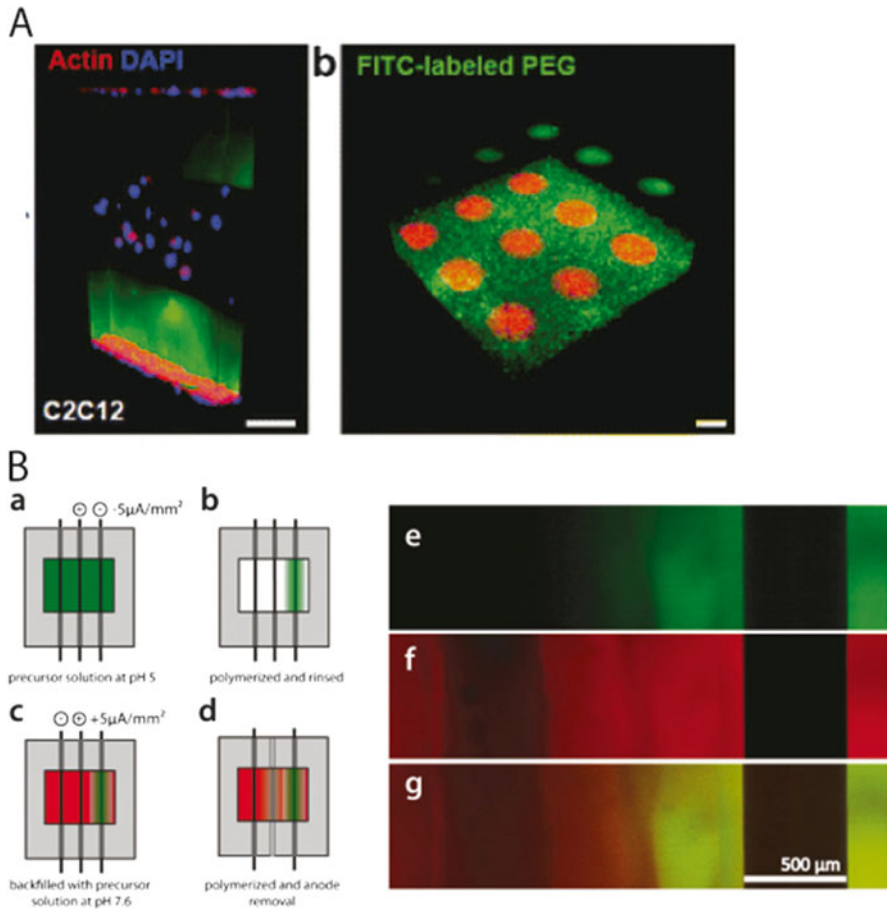 A
Actin DAPI
C2C12
b
FITC-labeled PEG
B
a
+ - -5µA/mm²
precursor solution at pH 5
b
polymerized and rinsed
c
- + +5µA/mm²
backfilled with precursor
solution at pH 7.6
d
polymerized and anode
removal
e
f
g
500 µm